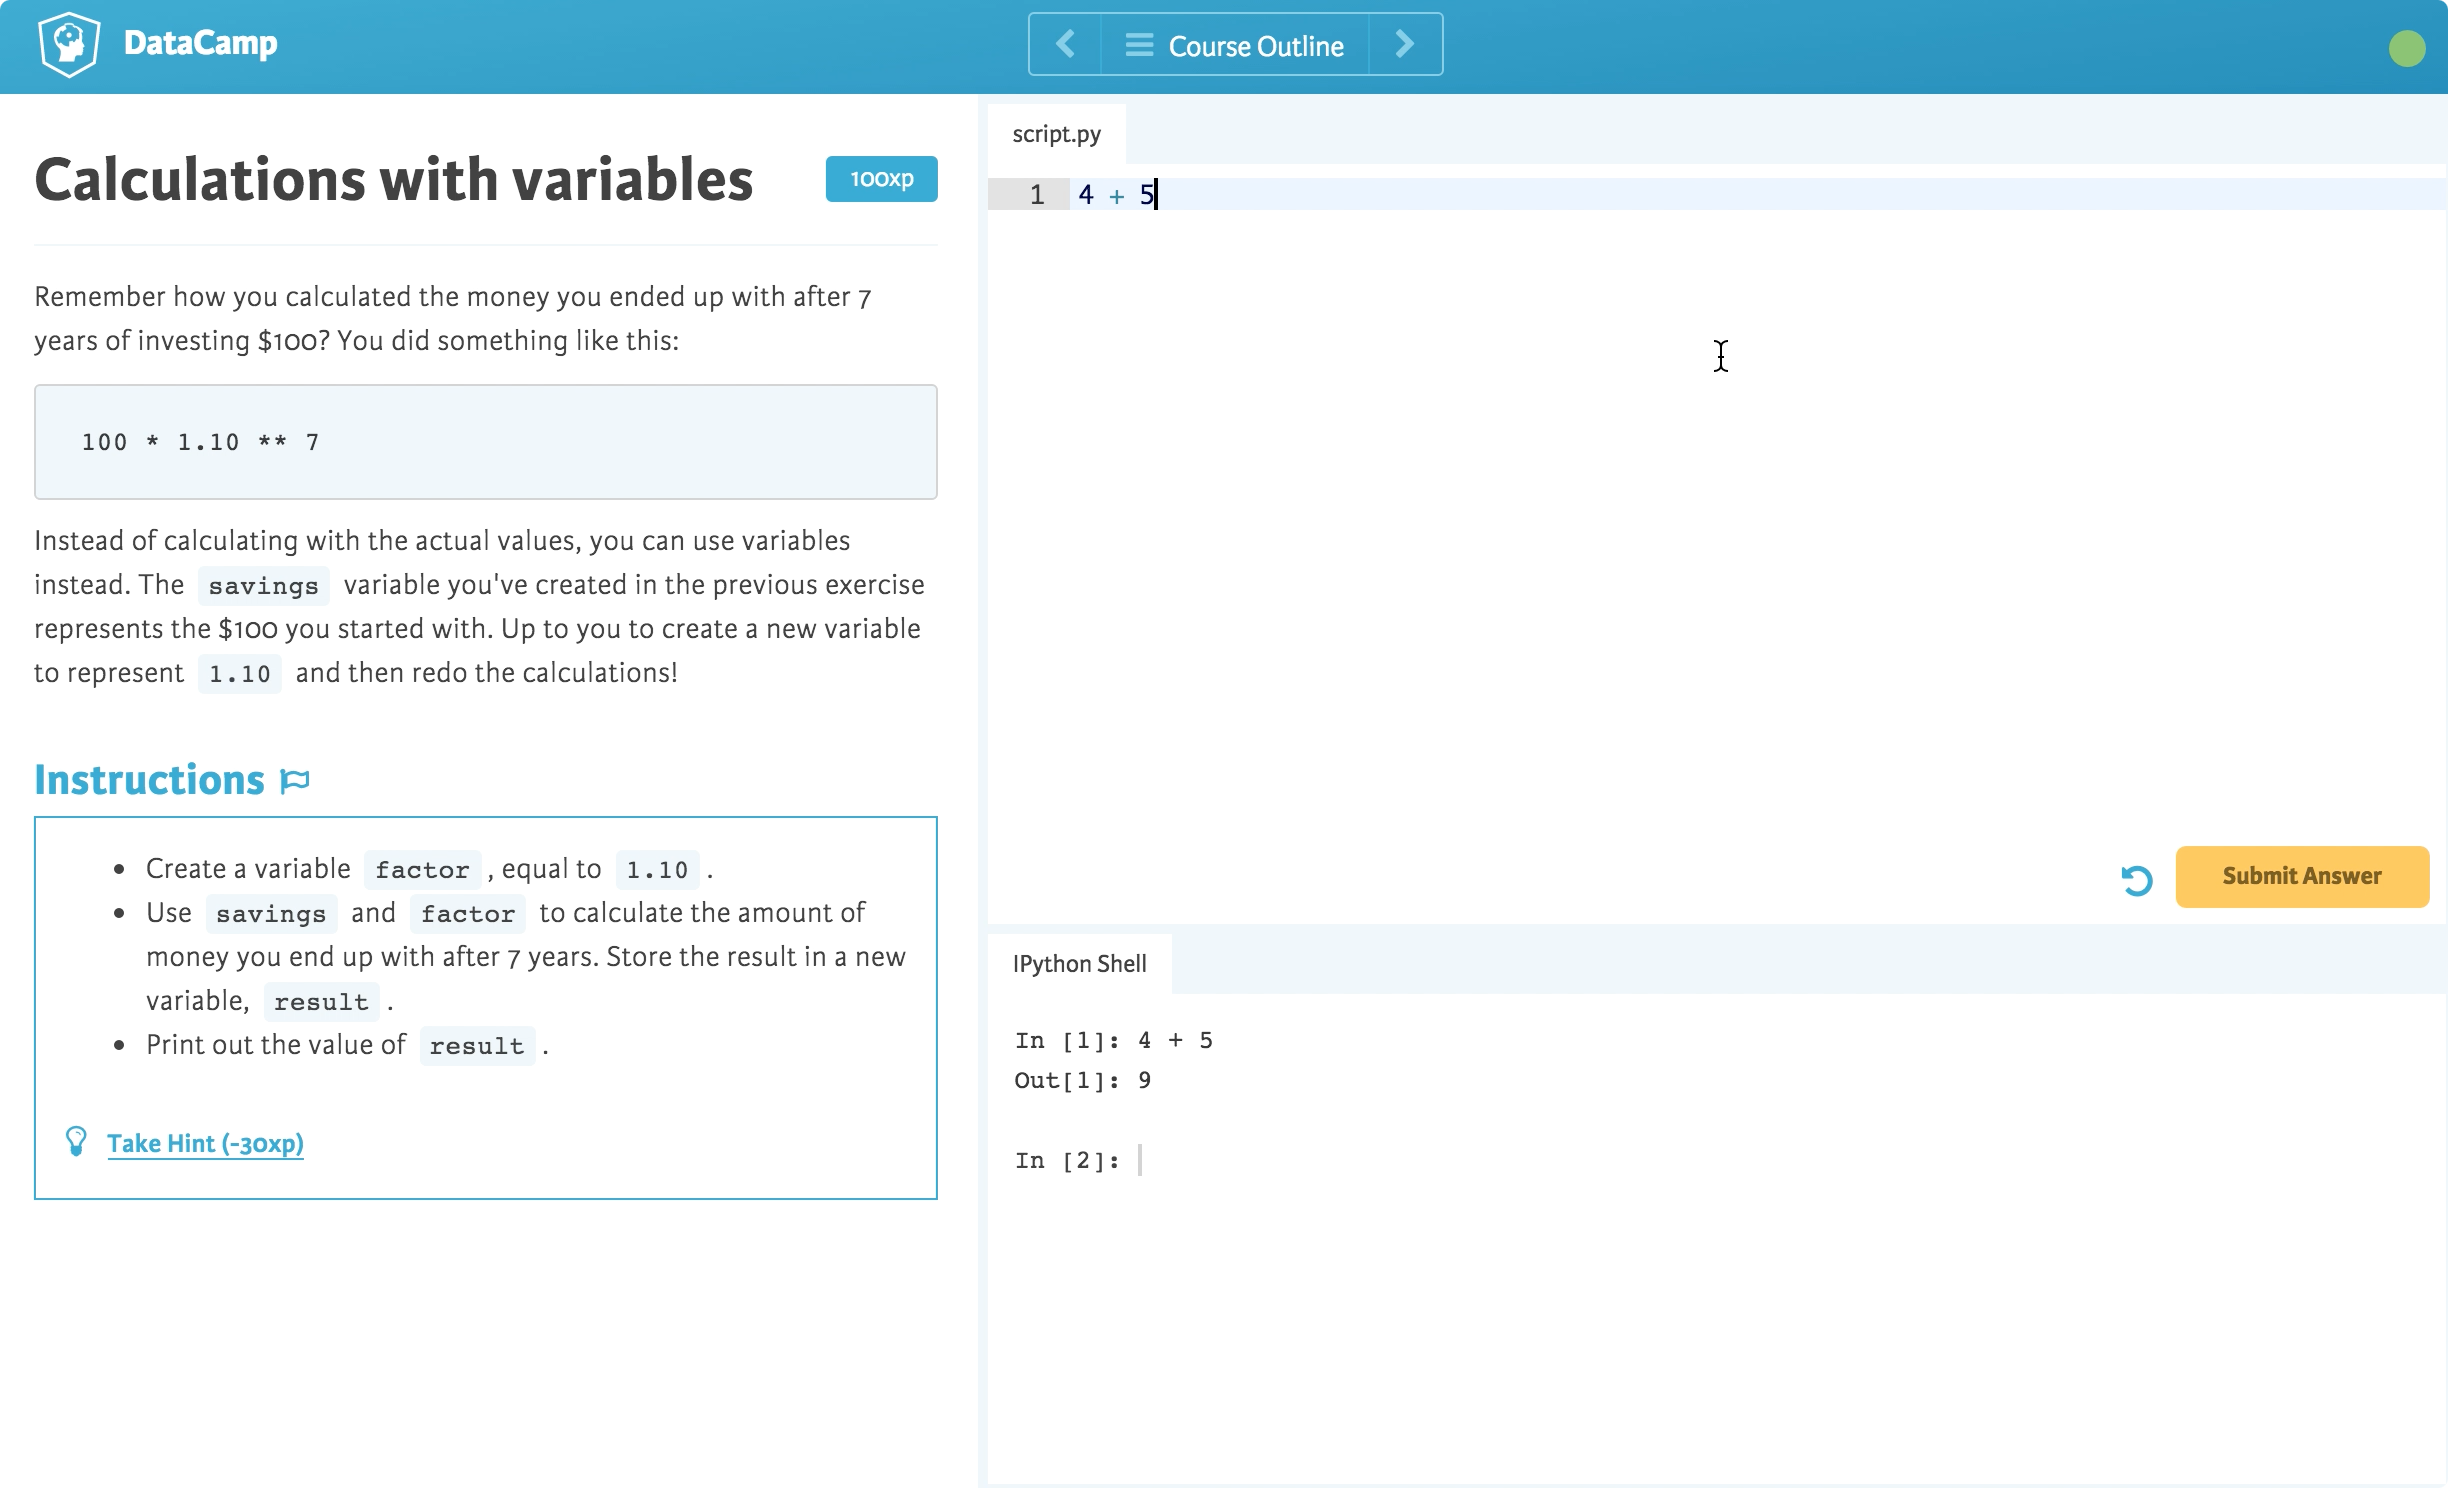 DataCamp
Course Outline
Calculations with variables
100xp
Remember how you calculated the money you ended up with after 7
years of investing $100? You did something like this:
100 * 1.10 ** 7
Instead of calculating with the actual values, you can use variables
instead. The savings variable you've created in the previous exercise
represents the $100 you started with. Up to you to create a new variable
to represent 1.10 and then redo the calculations!
Instructions
• Create a variable factor , equal to 1.10 .
• Use savings and factor to calculate the amount of
money you end up with after 7 years. Store the result in a new
variable, result .
• Print out the value of result .
Take Hint (-30xp)
script.py
1 4 + 5
Submit Answer
IPython Shell
In [1]: 4 + 5
Out[1]: 9
In [2]: